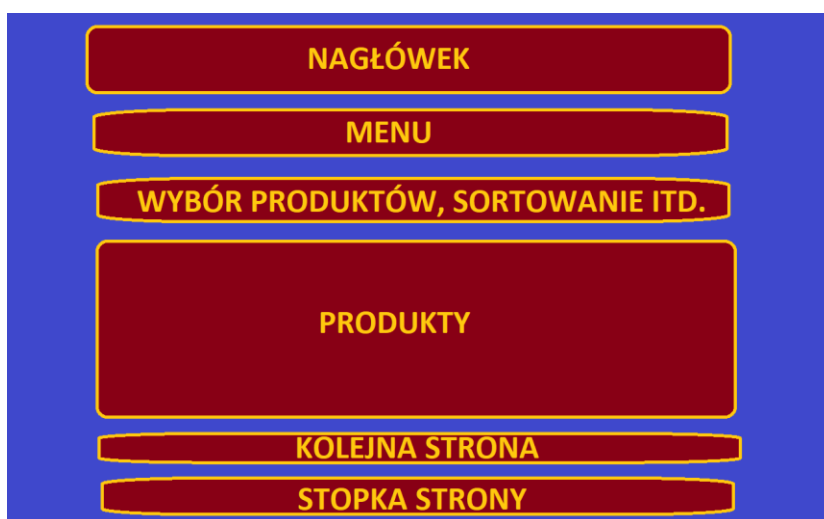 NAGŁÓWEK
MENU
WYBÓR PRODUKTÓW, SORTOWANIE ITD.
PRODUKTY
KOLEJNA STRONA
STOPKA STRONY